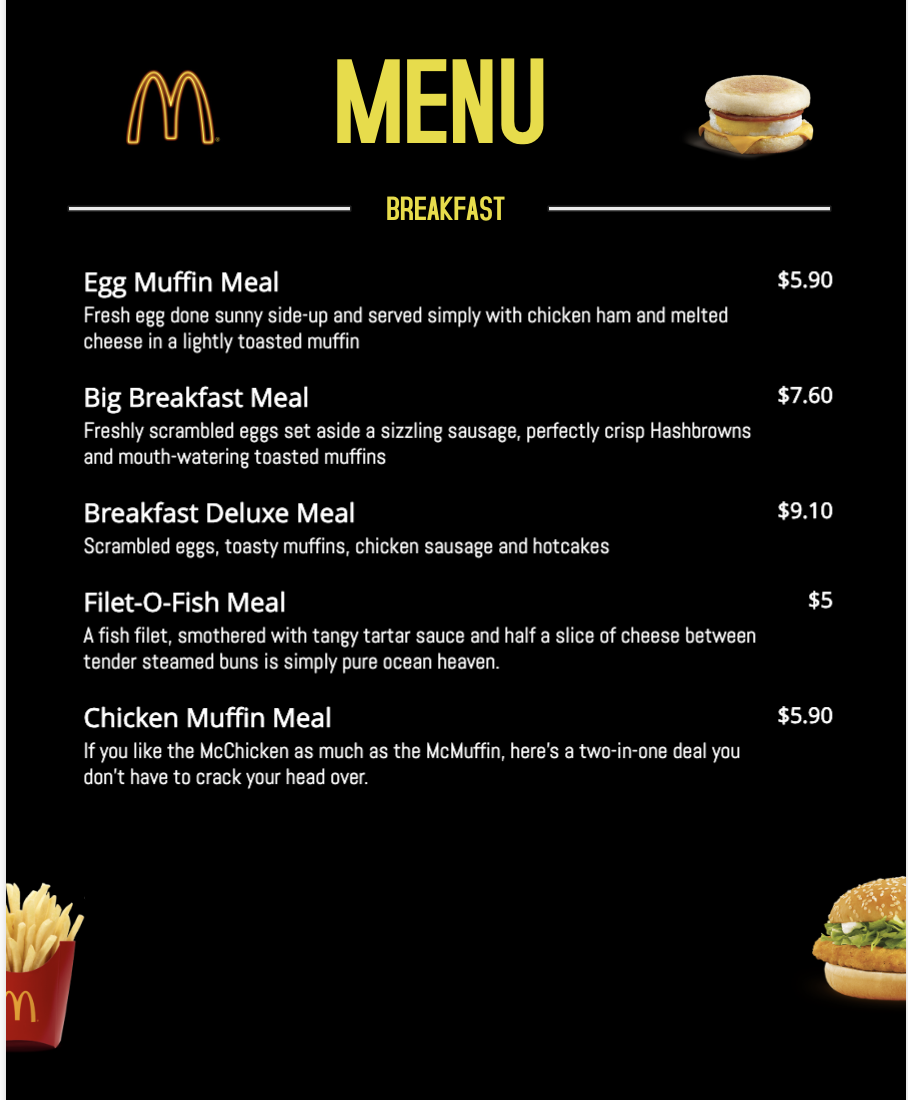 MENU
BREAKFAST
Egg Muffin Meal $5.90
Fresh egg done sunny side-up and served simply with chicken ham and melted
cheese in a lightly toasted muffin
Big Breakfast Meal $7.60
Freshly scrambled eggs set aside a sizzling sausage, perfectly crisp Hashbrowns
and mouth-watering toasted muffins
Breakfast Deluxe Meal $9.10
Scrambled eggs, toasty muffins, chicken sausage and hotcakes
Filet-O-Fish Meal $5
A fish filet, smothered with tangy tartar sauce and half a slice of cheese between
tender steamed buns is simply pure ocean heaven.
Chicken Muffin Meal $5.90
If you like the McChicken as much as the McMuffin, here's a two-in-one deal you
don't have to crack your head over.